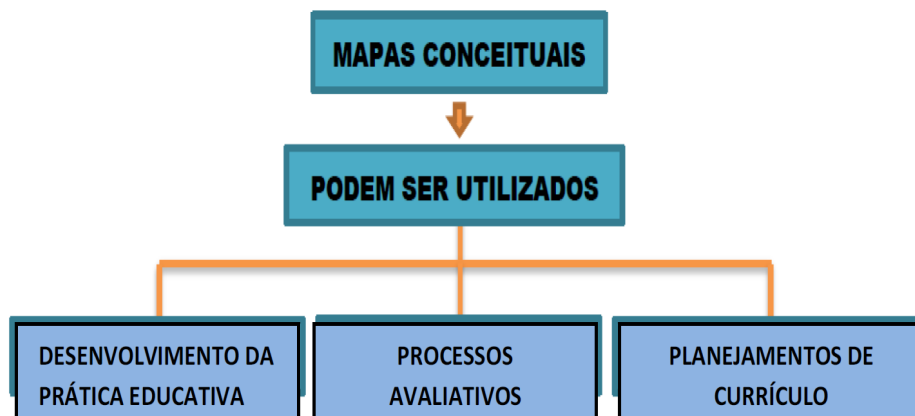 MAPAS CONCEITUAIS
PODEM SER UTILIZADOS
DESENVOLVIMENTO DA
PRÁTICA EDUCATIVA
PROCESSOS
AVALIATIVOS
PLANEJAMENTOS DE
CURRÍCULO